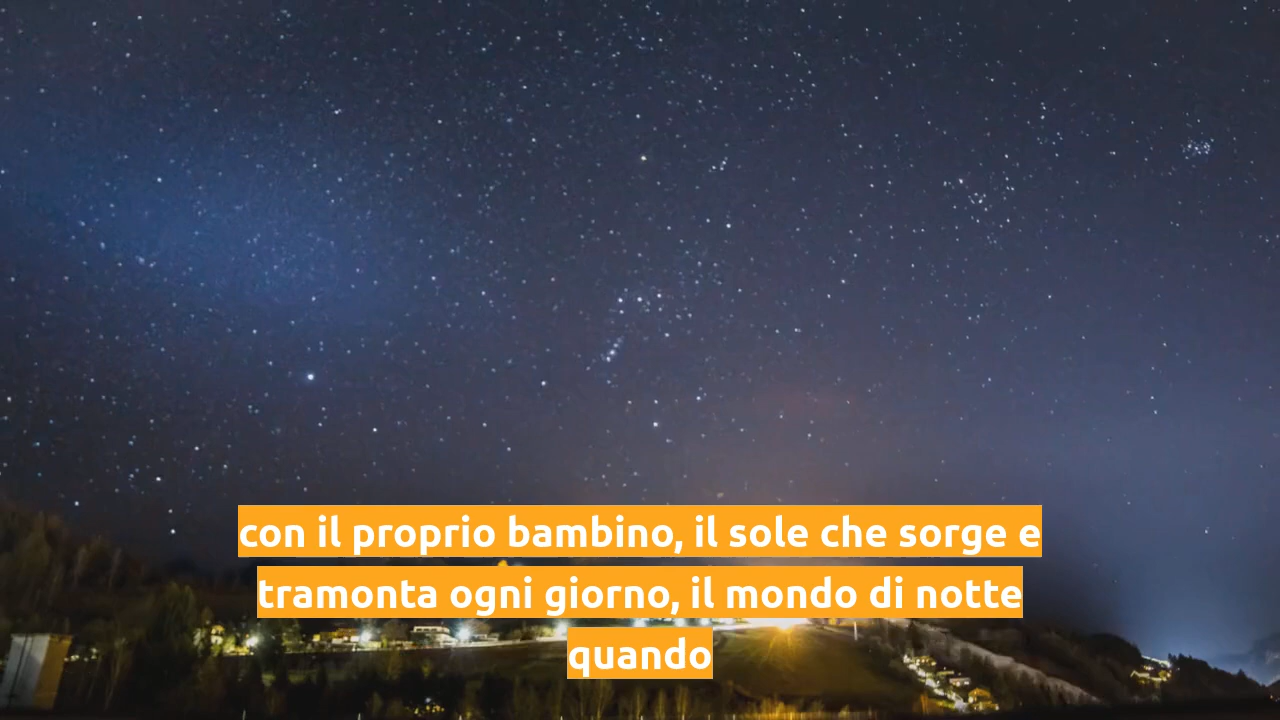 con il proprio bambino, il sole che sorge e
tramonta ogni giorno, il mondo di notte
quando